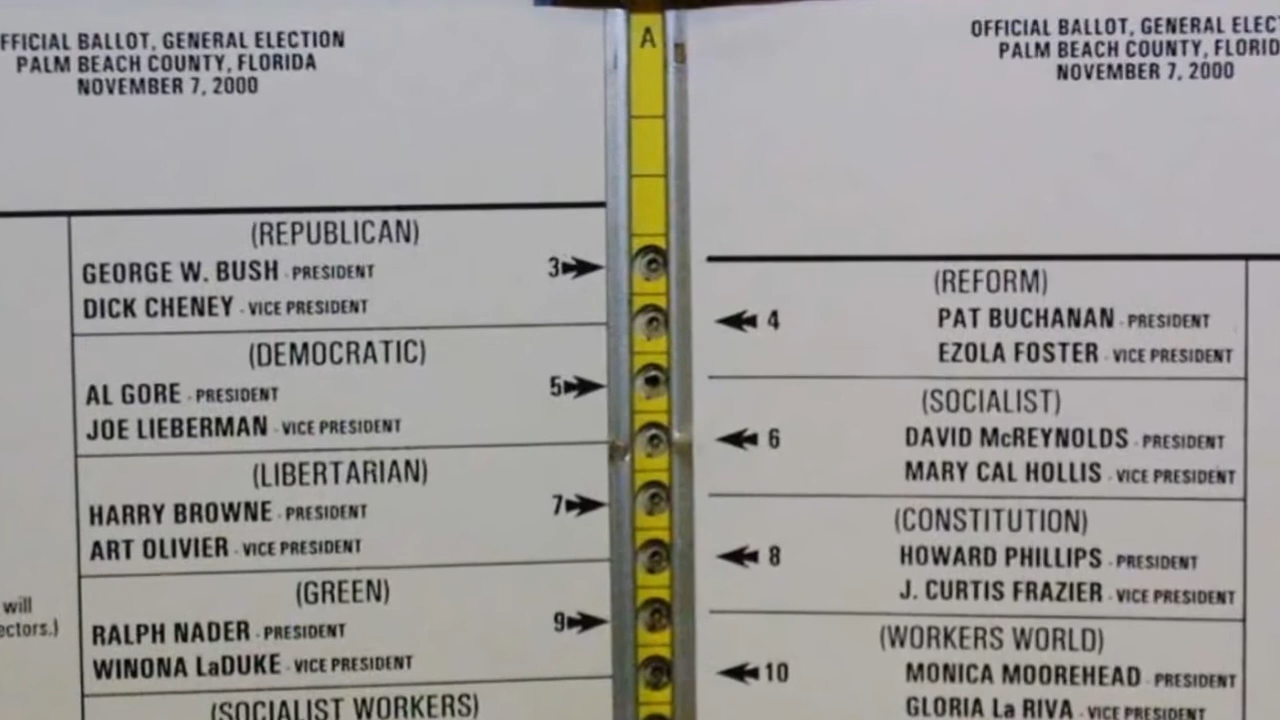 FFICIAL BALLOT, GENERAL ELECTION
PALM BEACH COUNTY, FLORIDA
NOVEMBER 7, 2000
(REPUBLICAN)
GEORGE W. BUSH - PRESIDENT
DICK CHENEY - VICE PRESIDENT
3
(DEMOCRATIC)
AL GORE - PRESIDENT
JOE LIEBERMAN - VICE PRESIDENT
5
(LIBERTARIAN)
HARRY BROWNE - PRESIDENT
ART OLIVIER - VICE PRESIDENT
7
(GREEN)
RALPH NADER - PRESIDENT
WINONA LaDUKE - VICE PRESIDENT
9
(SOCIALIST WORKERS)
will
ectors.)
A
OFFICIAL BALLOT, GENERAL ELEC
PALM BEACH COUNTY, FLORID
NOVEMBER 7, 2000
(REFORM)
4
PAT BUCHANAN - PRESIDENT
EZOLA FOSTER - VICE PRESIDENT
(SOCIALIST)
6
DAVID McREYNOLDS - PRESIDENT
MARY CAL HOLLIS - VICE PRESIDENT
(CONSTITUTION)
8
HOWARD PHILLIPS - PRESIDENT
J. CURTIS FRAZIER - VICE PRESIDENT
(WORKERS WORLD)
10
MONICA MOOREHEAD - PRESIDENT
GLORIA La RIVA - VICE PRESIDENT